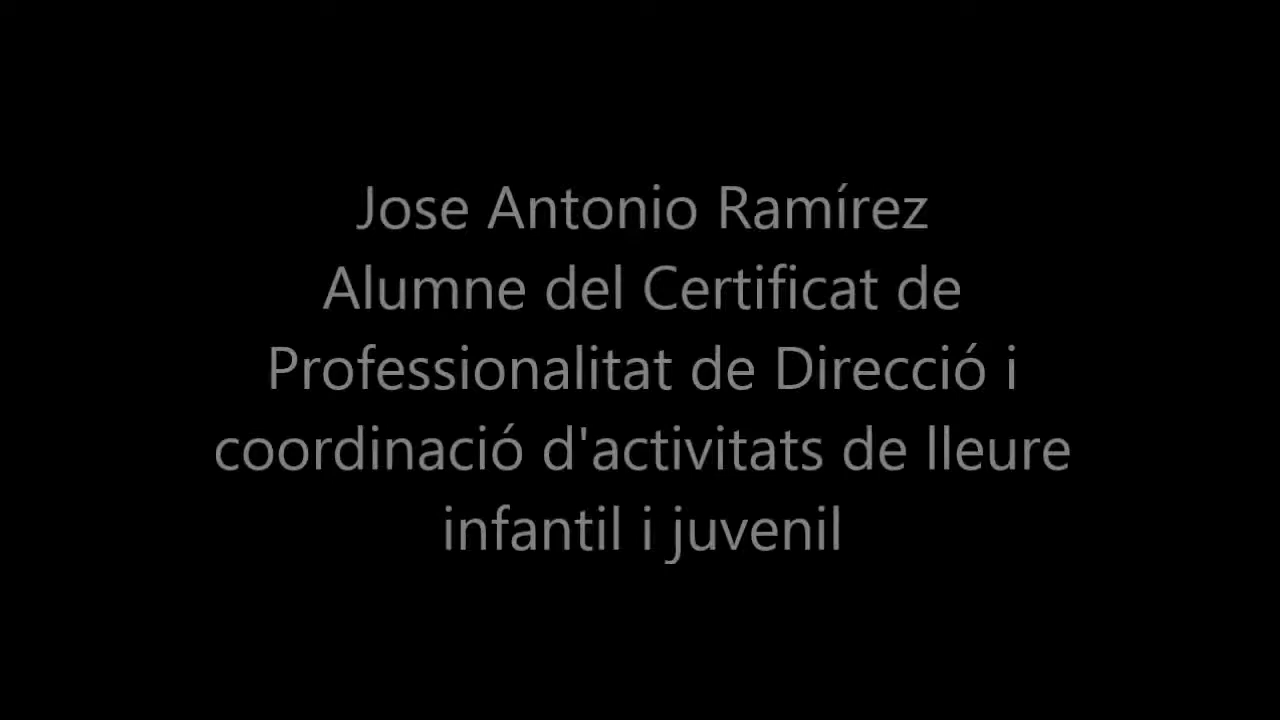 Jose Antonio Ramírez
Alumne del Certificat de
Professionalitat de Direcció i
coordinació d'activitats de lleure
infantil i juvenil